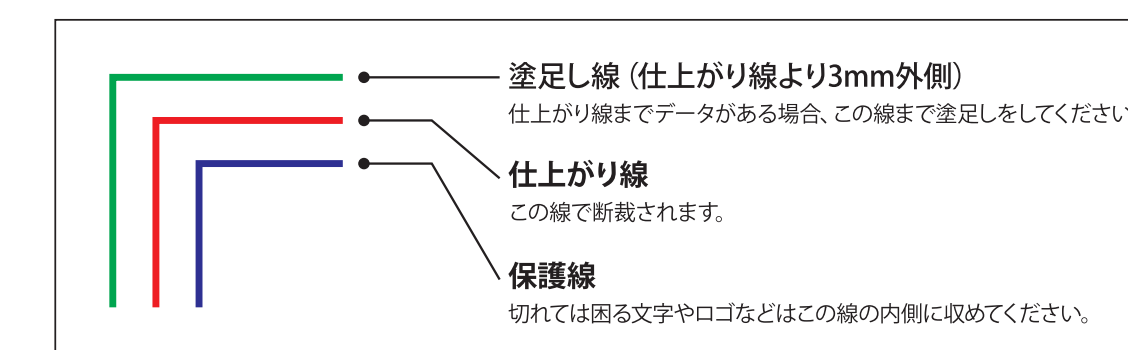 塗足し線（仕上がり線より3mm外側）
仕上がり線までデータがある場合、この線まで塗足しをしてください
仕上がり線
この線で断裁されます。
保護線
切れては困る文字やロゴなどはこの線の内側に収めてください。